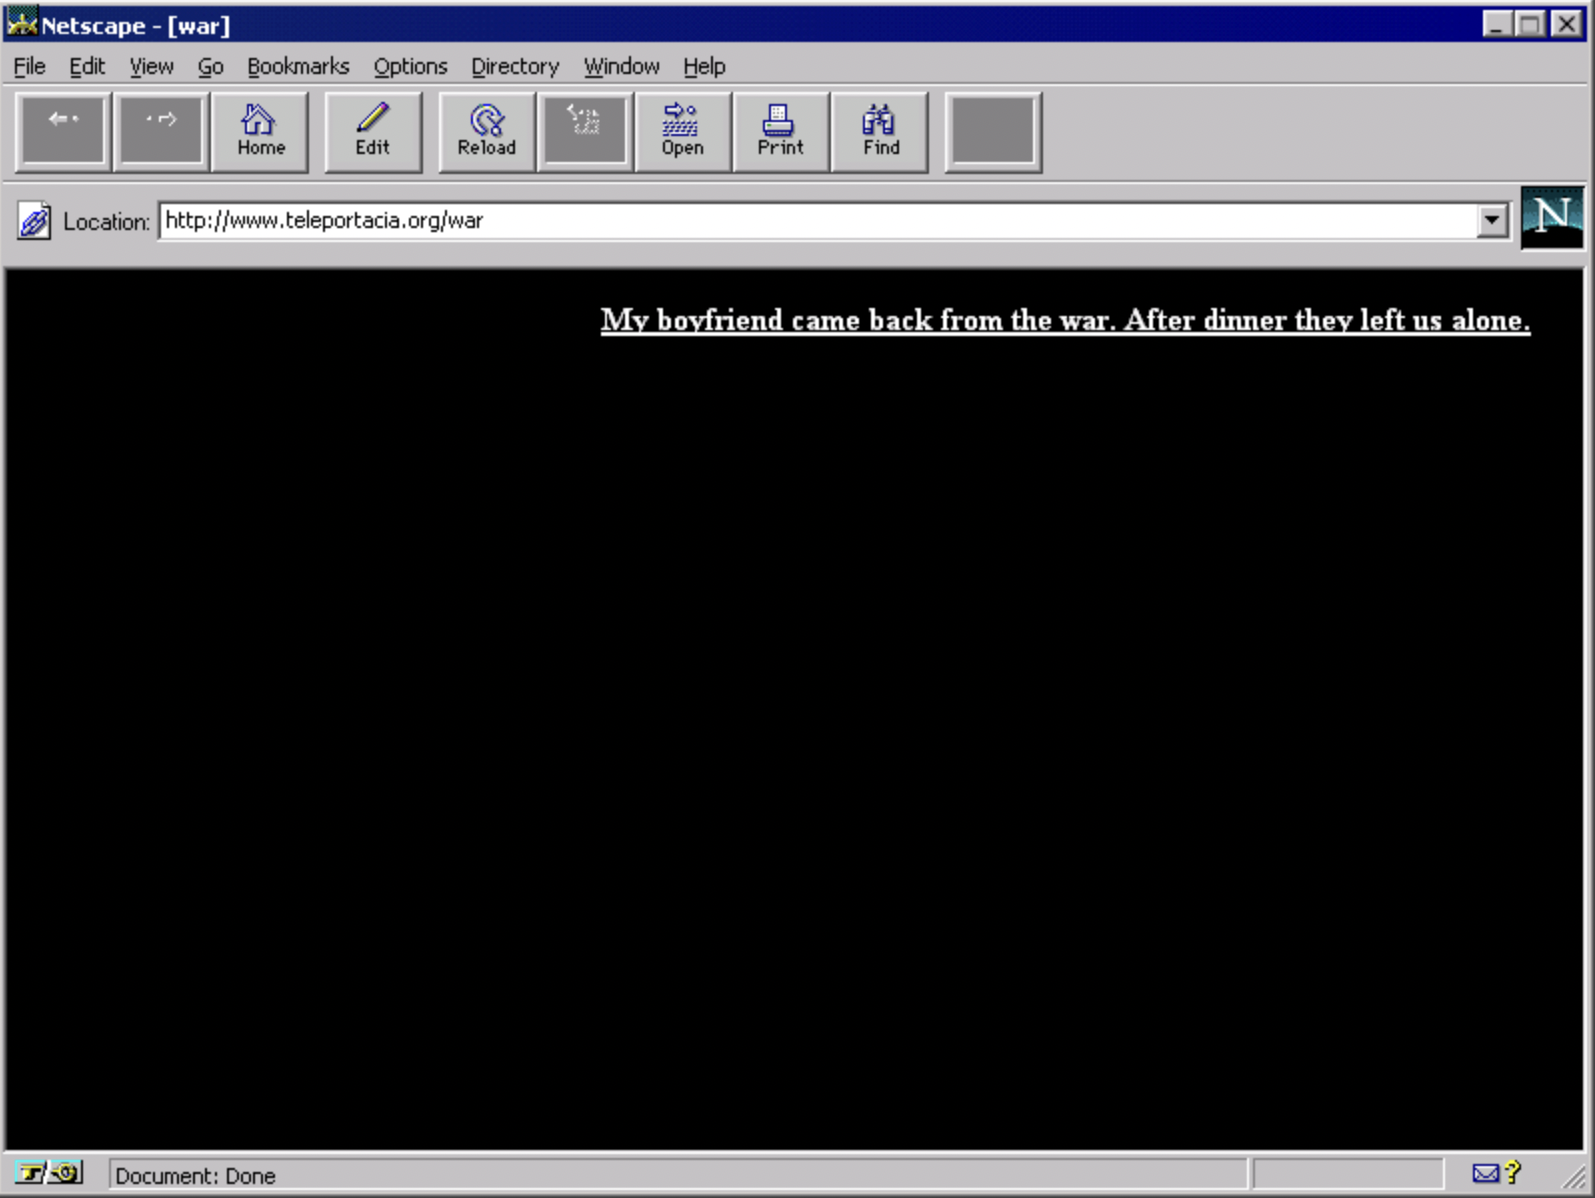 Netscape - [war]
File Edit View Go Bookmarks Options Directory Window Help
Home Edit Reload Open Print Find
Location: http://www.teleportacia.org/war
N
My boyfriend came back from the war. After dinner they left us alone.
Document: Done
?